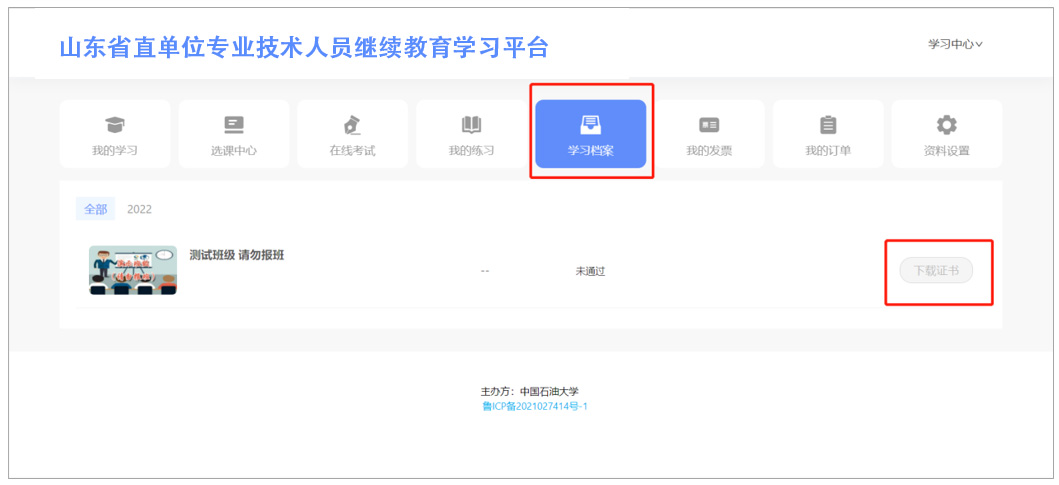 山东省直单位专业技术人员继续教育学习平台
学习中心
我的学习
选课中心
在线考试
我的练习
学习档案
我的发票
我的订单
资料设置
全部 2022
测试班级 请勿报班
-- 未通过 下载证书
主办方：中国石油大学
鲁ICP备2021027414号-1